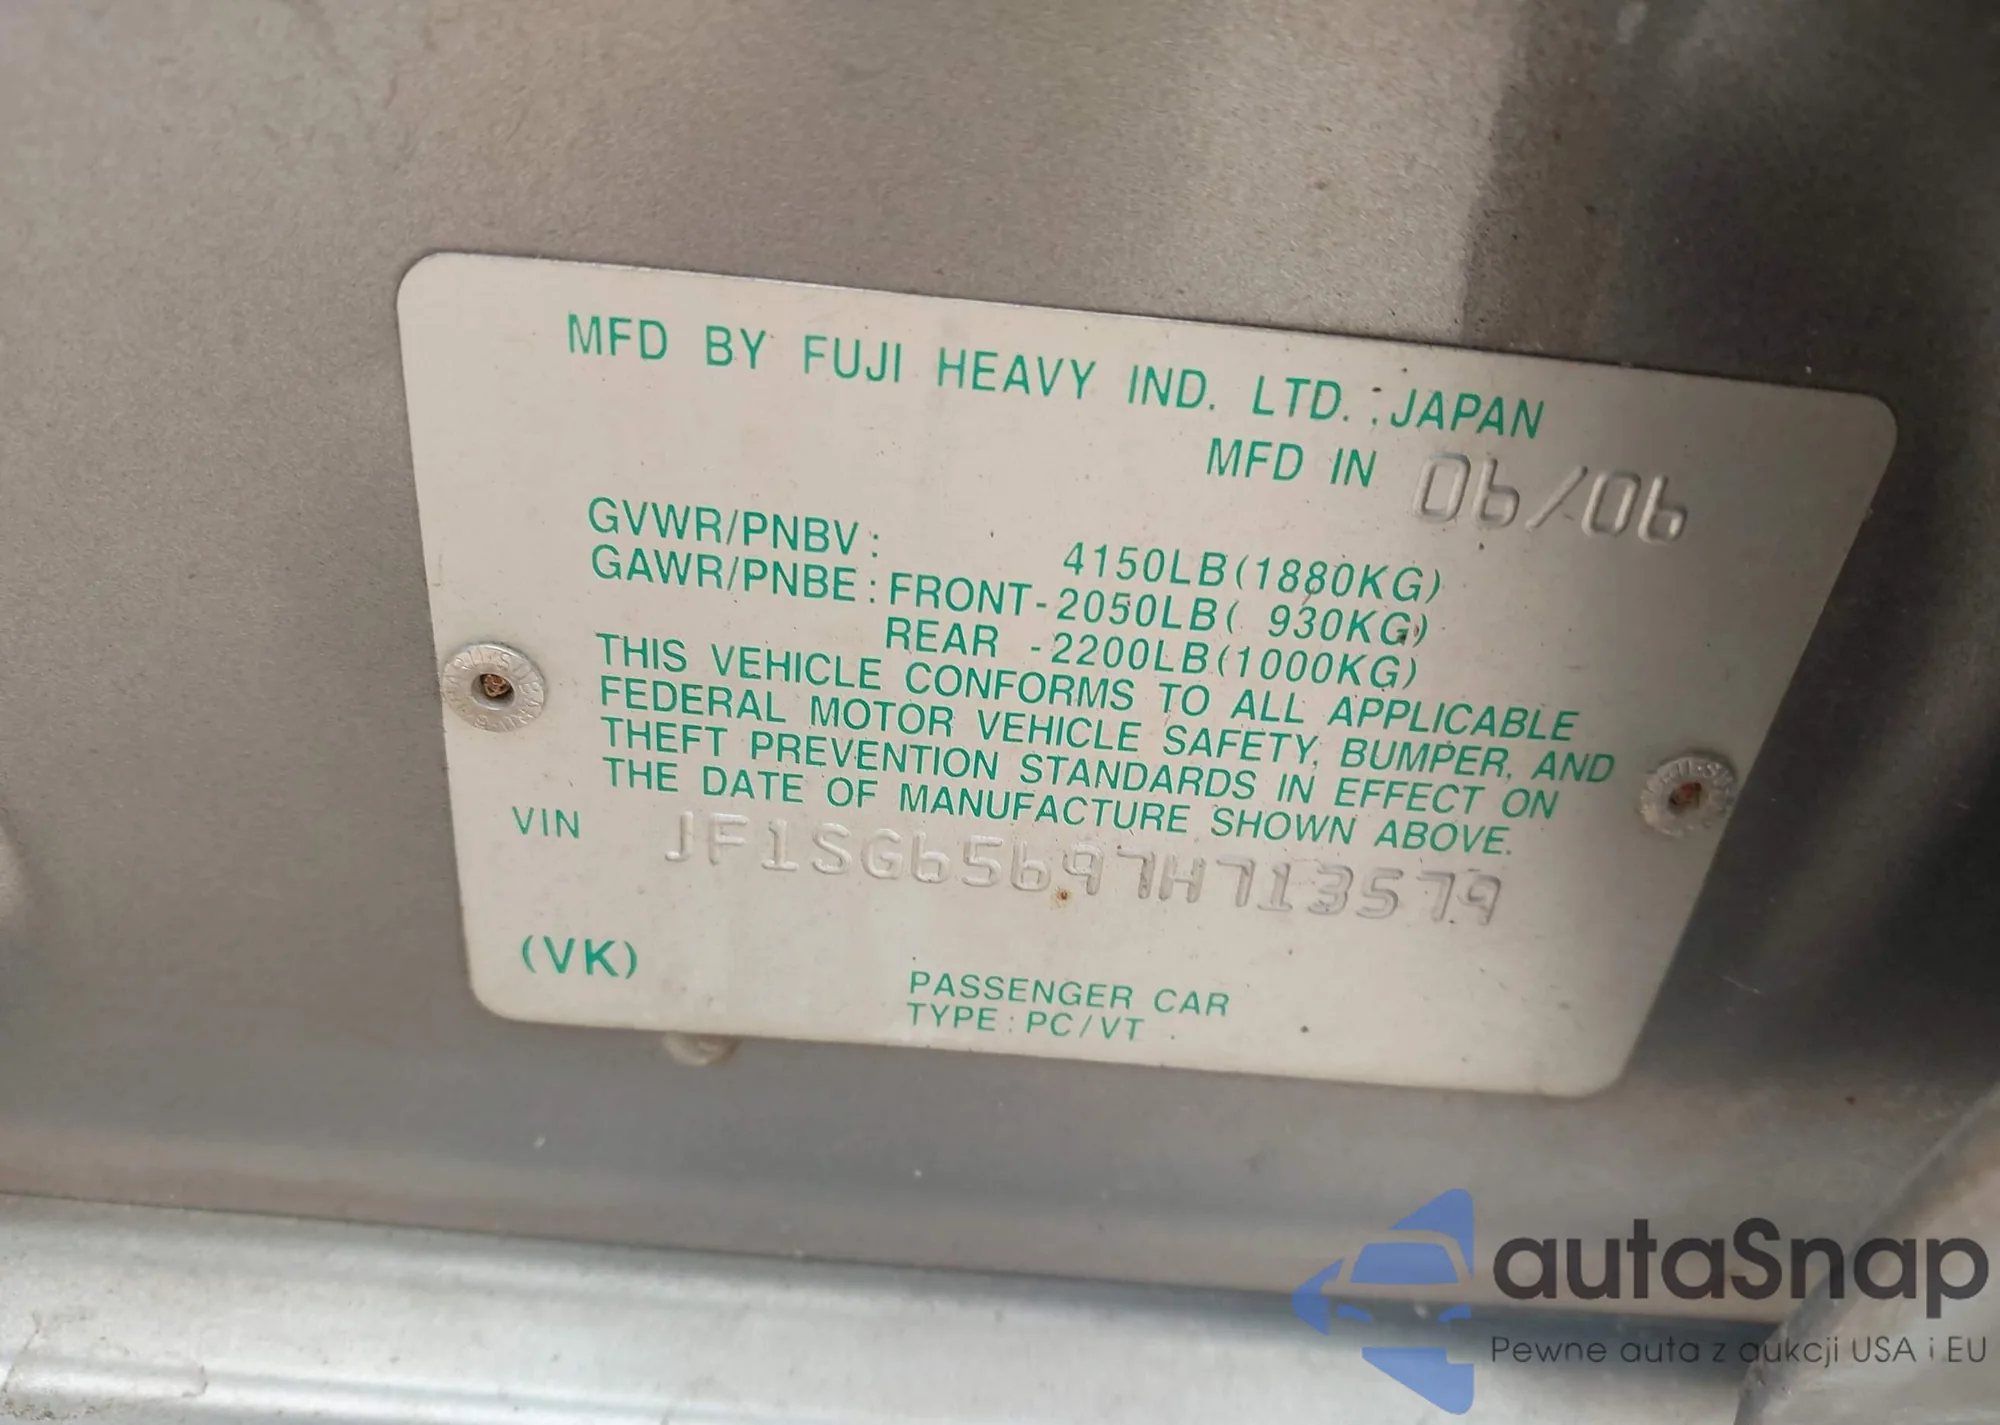 MFD BY FUJI HEAVY IND. LTD. : JAPAN
MFD IN 06/06
GVWR/PNBV : 4150LB(1880KG)
GAWR/PNBE : FRONT-2050LB( 930KG)
REAR -2200LB(1000KG)
THIS VEHICLE CONFORMS TO ALL APPLICABLE
FEDERAL MOTOR VEHICLE SAFETY, BUMPER, AND
THEFT PREVENTION STANDARDS IN EFFECT ON
THE DATE OF MANUFACTURE SHOWN ABOVE.
VIN JF1SG65697H713579
(VK)
PASSENGER CAR
TYPE : PC/VT
autaSnap
Pewne auta z aukcji USA i EU